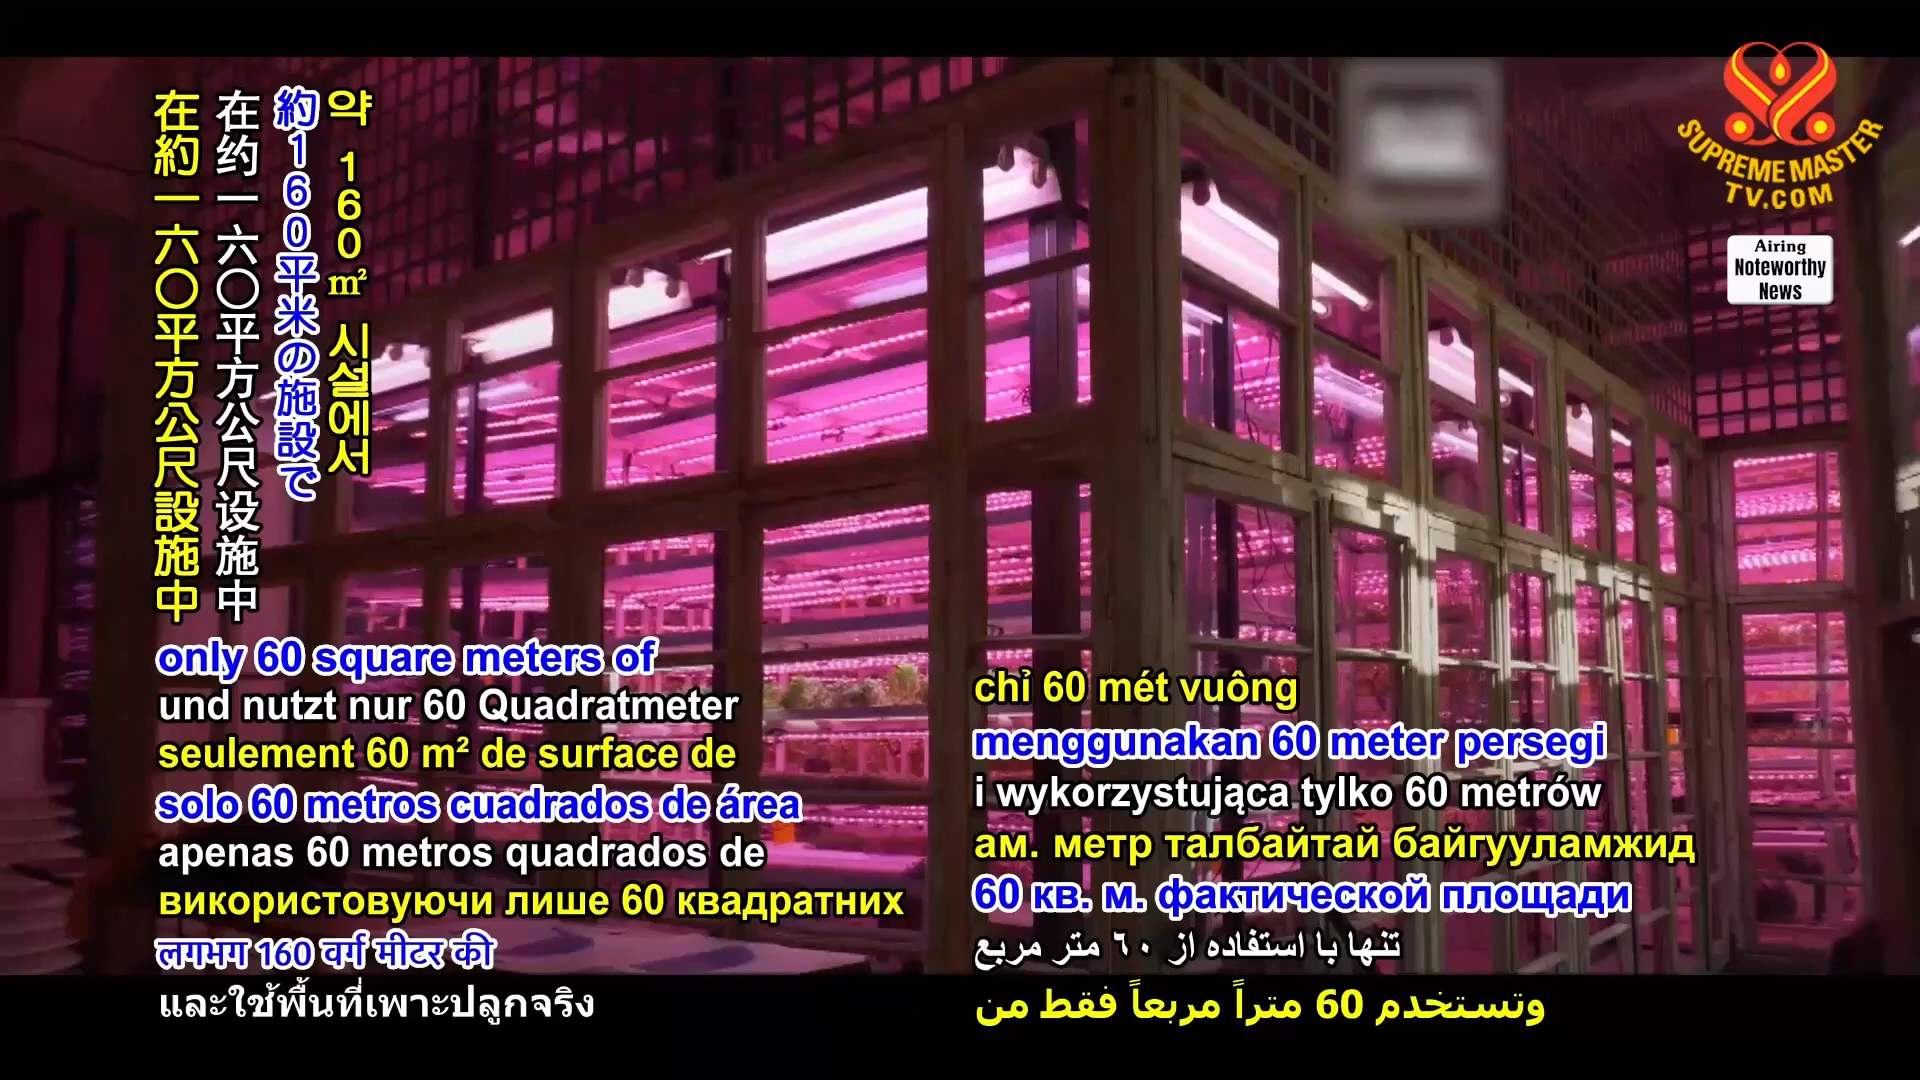 在約一六〇平方公尺設施中
在约一六〇平方公尺设施中
約160平米の施設で
약 160㎡ 시설에서
only 60 square meters of
und nutzt nur 60 Quadratmeter
seulement 60 m² de surface de
solo 60 metros cuadrados de área
apenas 60 metros quadrados de
використовуючи лише 60 квадратних
लगभग 160 वर्ग मीटर की
และใช้พื้นที่เพาะปลูกจริง
chỉ 60 mét vuông
menggunakan 60 meter persegi
i wykorzystująca tylko 60 metrów
ам. метр талбайтай байгууламжид
60 кв. м. фактической площади
تنها با استفاده از ۶۰ متر مربع
وتستخدم 60 متراً مربعاً فقط من
SUPREME MASTER
TV.COM
Airing
Noteworthy
News